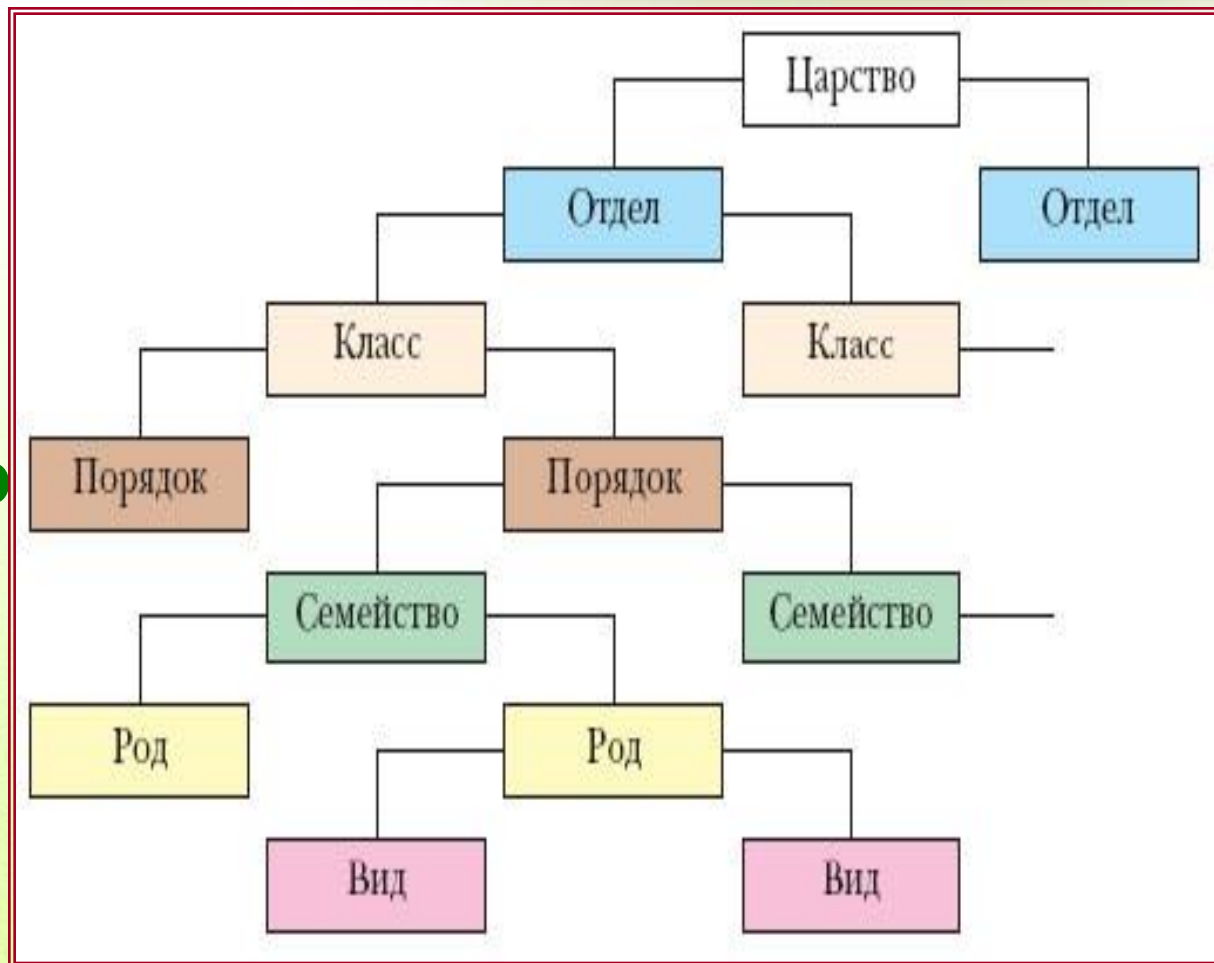 Царство
Отдел Отдел
Класс Класс
Порядок Порядок
Семейство Семейство
Род Род
Вид Вид